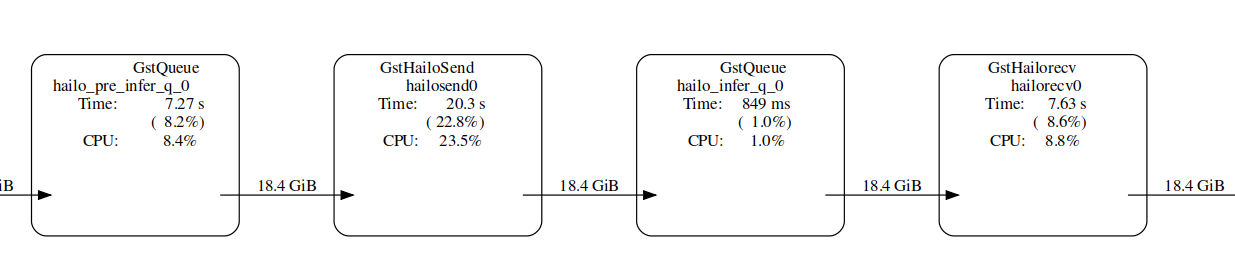 GstQueue
hailo_pre_infer_q_0
Time: 7.27 s
( 8.2%)
CPU: 8.4%
GstHailoSend
hailosend0
Time: 20.3 s
( 22.8%)
CPU: 23.5%
GstQueue
hailo_infer_q_0
Time: 849 ms
( 1.0%)
CPU: 1.0%
GstHailorecv
hailorecv0
Time: 7.63 s
( 8.6%)
CPU: 8.8%
iB
18.4 GiB
18.4 GiB
18.4 GiB
18.4 GiB